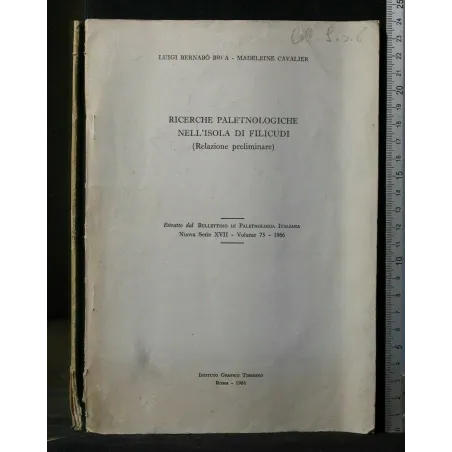 Coll.
LUIGI BERNABÒ BREA - MADELEINE CAVALIER
RICERCHE PALETNOLOGICHE
NELL'ISOLA DI FILICUDI
(Relazione preliminare)
Estratto dal BULLETTINO DI PALETNOLOGIA ITALIANA
Nuova Serie XVII - Volume 75 - 1966
ISTITUTO GRAFICO TIBERINO
ROMA - 1966